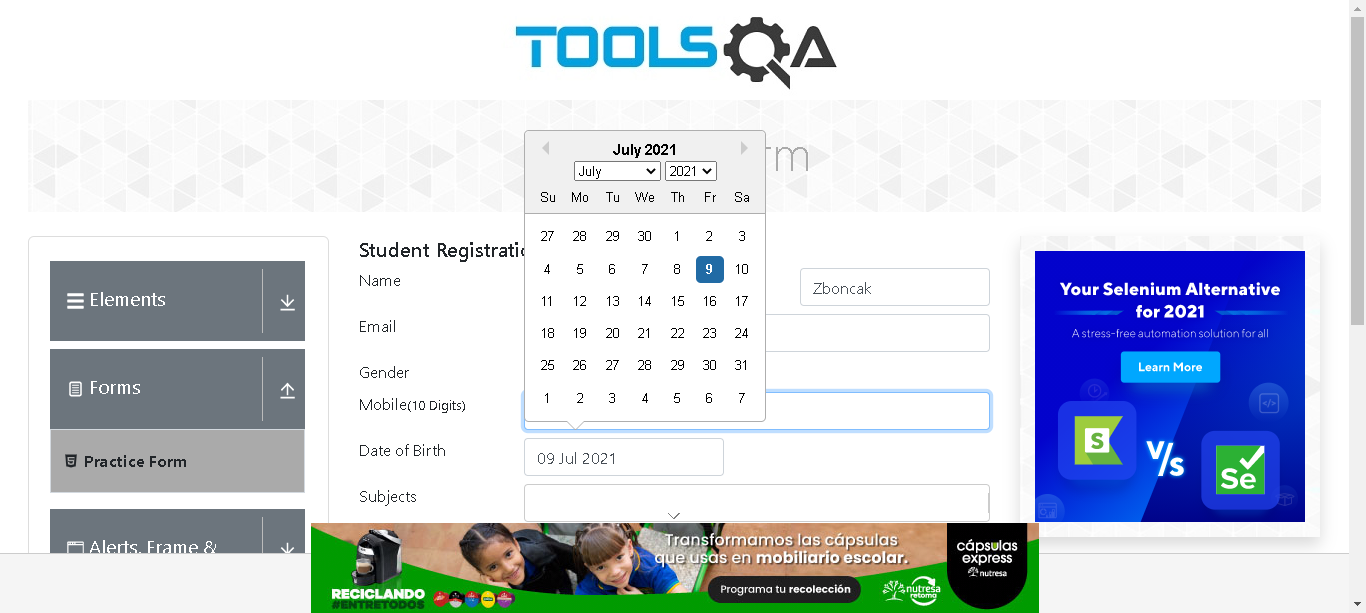 TOOLSQA
rm
July 2021
July
2021
Su Mo Tu We Th Fr Sa
27 28 29 30 1 2 3
4 5 6 7 8 9 10
11 12 13 14 15 16 17
18 19 20 21 22 23 24
25 26 27 28 29 30 31
1 2 3 4 5 6 7
Elements
Forms
Practice Form
Alerts, Frame &
Student Registratio
Name
Zboncak
Email
Gender
Mobile(10 Digits)
Date of Birth
09 Jul 2021
Subjects
Your Selenium Alternative
for 2021
A stress-free automation solution for all
Learn More
S
V/s
Se
RECICLANDO
#ENTRETODOS
Transformamos las cápsulas
que usas en mobiliario escolar.
Programa tu recolección
nutresa
retoma
cápsulas
express
nutresa